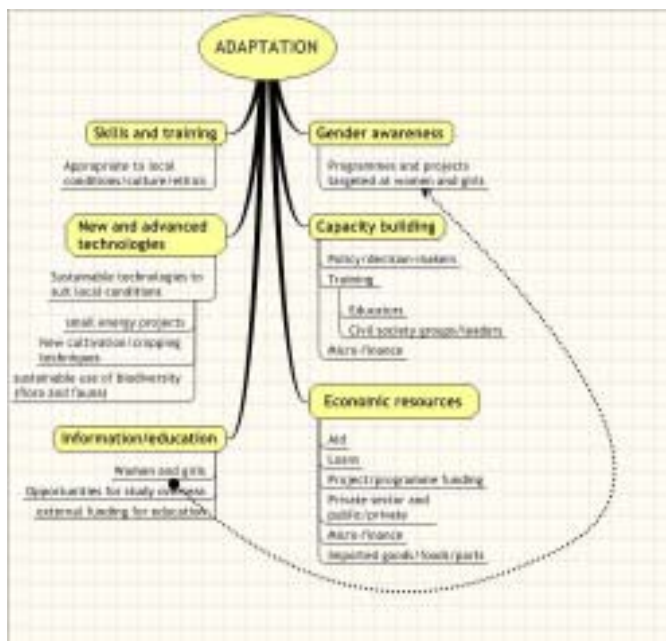 ADAPTATION
Skills and training
Appropriate to local
conditions/culture/ethics
New and advanced
technologies
Sustainable technologies to
suit local conditions
small energy projects
New cultivation/cropping
techniques
sustainable use of biodiversity
(flora and fauna)
Information/education
Women and girls
Opportunities for study overseas
external funding for education
Gender awareness
Programmes and projects
targeted at women and girls
Capacity building
Policy/decision-makers
Training
Educators
Civil society groups/leaders
Micro-finance
Economic resources
Aid
Loans
Project/programme funding
Private sector and
public/private
Micro-finance
Imported goods/foods/parts